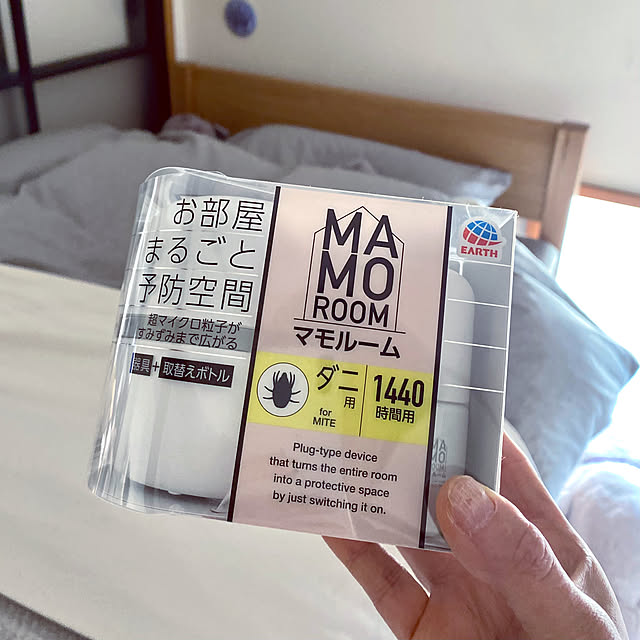 お部屋
まるごと
予防空間
超マイクロ粒子が
すみずみまで広がる
器具+取替えボトル
MA
MO
ROOM
マモルーム
ダニ用
for
MITE
1440
時間用
Plug-type device
that turns the entire room
into a protective space
by just switching it on.
EARTH
MA
MO
ROOM